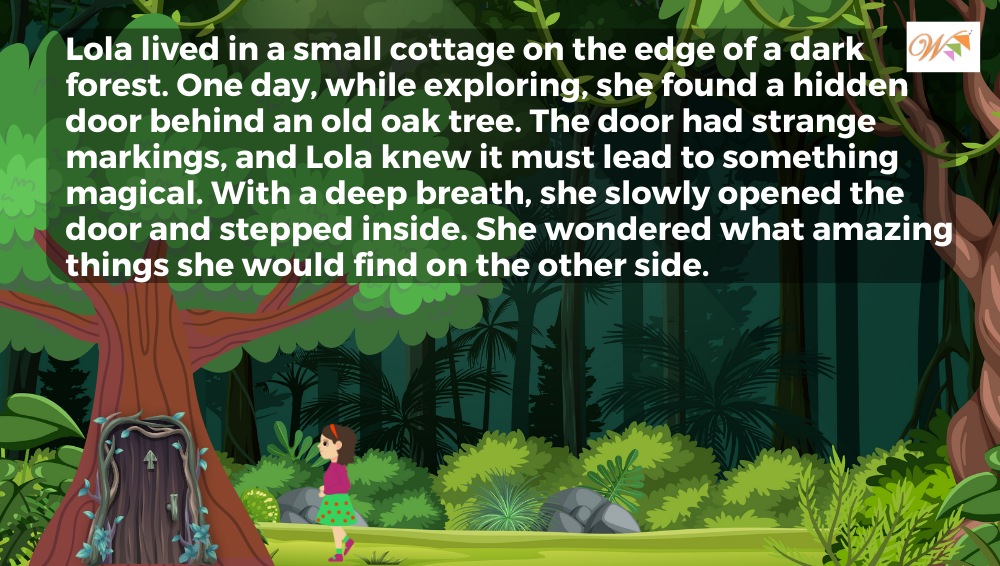 Lola lived in a small cottage on the edge of a dark
forest. One day, while exploring, she found a hidden
door behind an old oak tree. The door had strange
markings, and Lola knew it must lead to something
magical. With a deep breath, she slowly opened the
door and stepped inside. She wondered what amazing
things she would find on the other side.